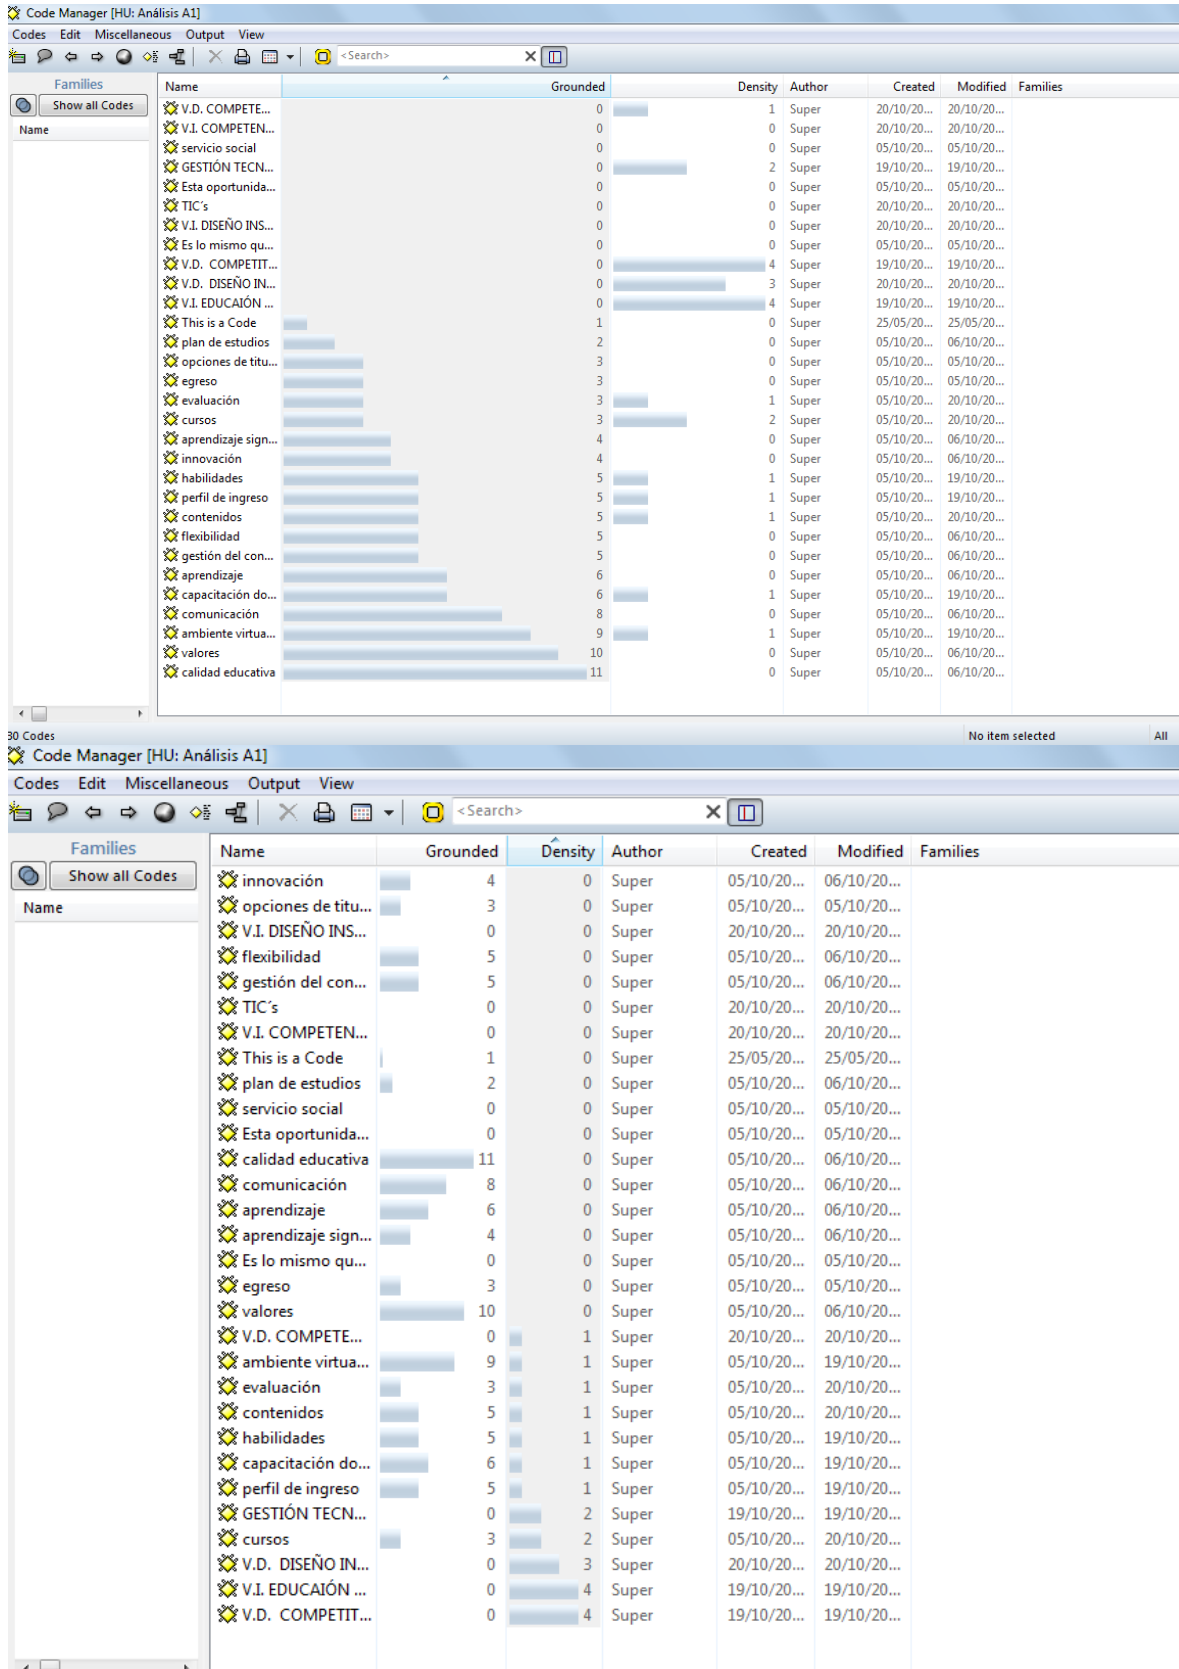 Code Manager [HU: Análisis A1]
Codes Edit Miscellaneous Output View
<Search>
Families
Show all Codes
Name
Name Grounded Density Author Created Modified Families
V.D. COMPETE... 0 1 Super 20/10/20... 20/10/20...
V.I. COMPETEN... 0 0 Super 20/10/20... 20/10/20...
servicio social 0 0 Super 05/10/20... 05/10/20...
GESTIÓN TECN... 0 2 Super 19/10/20... 19/10/20...
Esta oportunida... 0 0 Super 05/10/20... 05/10/20...
TIC´s 0 0 Super 20/10/20... 20/10/20...
V.I. DISEÑO INS... 0 0 Super 20/10/20... 20/10/20...
Es lo mismo qu... 0 0 Super 05/10/20... 05/10/20...
V.D. COMPETIT... 0 4 Super 19/10/20... 19/10/20...
V.D. DISEÑO IN... 0 3 Super 20/10/20... 20/10/20...
V.I. EDUCAIÓN ... 0 4 Super 19/10/20... 19/10/20...
This is a Code 1 0 Super 25/05/20... 25/05/20...
plan de estudios 2 0 Super 05/10/20... 06/10/20...
opciones de titu... 3 0 Super 05/10/20... 05/10/20...
egreso 3 0 Super 05/10/20... 05/10/20...
evaluación 3 1 Super 05/10/20... 20/10/20...
cursos 3 2 Super 05/10/20... 20/10/20...
aprendizaje sign... 4 0 Super 05/10/20... 06/10/20...
innovación 4 0 Super 05/10/20... 06/10/20...
habilidades 5 1 Super 05/10/20... 19/10/20...
perfil de ingreso 5 1 Super 05/10/20... 19/10/20...
contenidos 5 1 Super 05/10/20... 20/10/20...
flexibilidad 5 0 Super 05/10/20... 06/10/20...
gestión del con... 5 0 Super 05/10/20... 06/10/20...
aprendizaje 6 0 Super 05/10/20... 06/10/20...
capacitación do... 6 1 Super 05/10/20... 19/10/20...
comunicación 8 0 Super 05/10/20... 06/10/20...
ambiente virtua... 9 1 Super 05/10/20... 19/10/20...
valores 10 0 Super 05/10/20... 06/10/20...
calidad educativa 11 0 Super 05/10/20... 06/10/20...
30 Codes No item selected All
Code Manager [HU: Análisis A1]
Codes Edit Miscellaneous Output View
<Search>
Families
Show all Codes
Name
Name Grounded Density Author Created Modified Families
innovación 4 0 Super 05/10/20... 06/10/20...
opciones de titu... 3 0 Super 05/10/20... 05/10/20...
V.I. DISEÑO INS... 0 0 Super 20/10/20... 20/10/20...
flexibilidad 5 0 Super 05/10/20... 06/10/20...
gestión del con... 5 0 Super 05/10/20... 06/10/20...
TIC´s 0 0 Super 20/10/20... 20/10/20...
V.I. COMPETEN... 0 0 Super 20/10/20... 20/10/20...
This is a Code 1 0 Super 25/05/20... 25/05/20...
plan de estudios 2 0 Super 05/10/20... 06/10/20...
servicio social 0 0 Super 05/10/20... 05/10/20...
Esta oportunida... 0 0 Super 05/10/20... 05/10/20...
calidad educativa 11 0 Super 05/10/20... 06/10/20...
comunicación 8 0 Super 05/10/20... 06/10/20...
aprendizaje 6 0 Super 05/10/20... 06/10/20...
aprendizaje sign... 4 0 Super 05/10/20... 06/10/20...
Es lo mismo qu... 0 0 Super 05/10/20... 05/10/20...
egreso 3 0 Super 05/10/20... 05/10/20...
valores 10 0 Super 05/10/20... 06/10/20...
V.D. COMPETE... 0 1 Super 20/10/20... 20/10/20...
ambiente virtua... 9 1 Super 05/10/20... 19/10/20...
evaluación 3 1 Super 05/10/20... 20/10/20...
contenidos 5 1 Super 05/10/20... 20/10/20...
habilidades 5 1 Super 05/10/20... 19/10/20...
capacitación do... 6 1 Super 05/10/20... 19/10/20...
perfil de ingreso 5 1 Super 05/10/20... 19/10/20...
GESTIÓN TECN... 0 2 Super 19/10/20... 19/10/20...
cursos 3 2 Super 05/10/20... 20/10/20...
V.D. DISEÑO IN... 0 3 Super 20/10/20... 20/10/20...
V.I. EDUCAIÓN ... 0 4 Super 19/10/20... 19/10/20...
V.D. COMPETIT... 0 4 Super 19/10/20... 19/10/20...